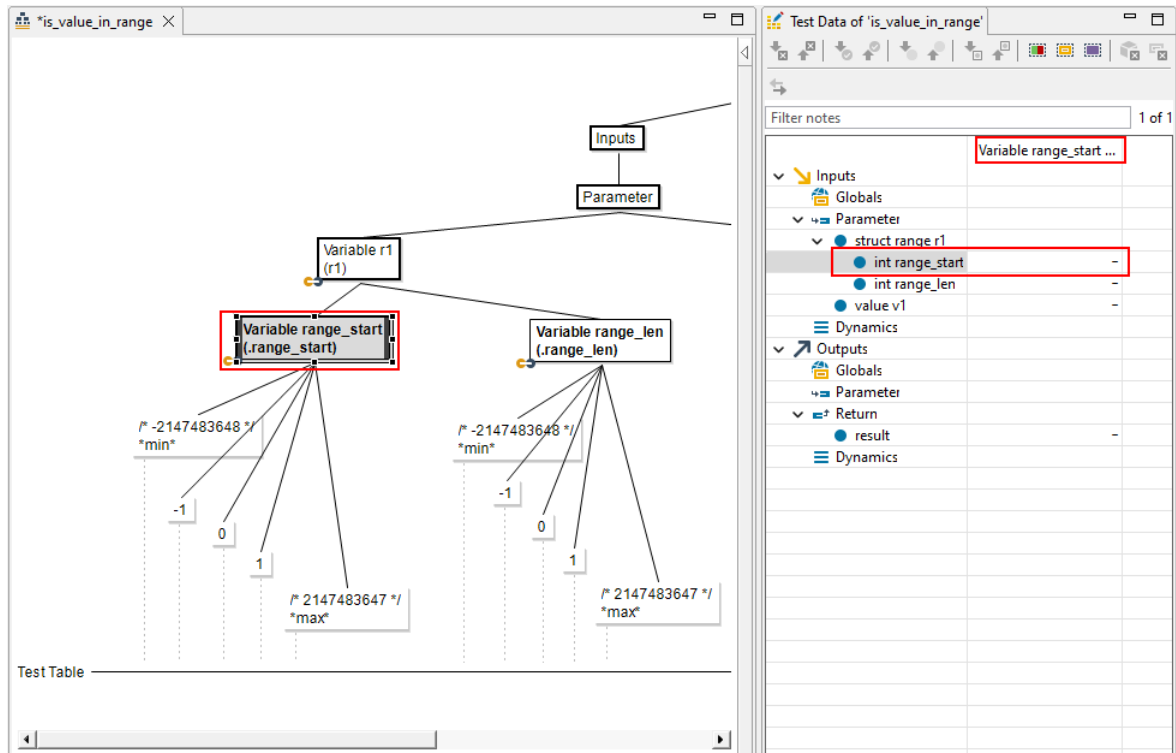 *is_value_in_range
Inputs
Parameter
Variable r1
(r1)
Variable range_start
(.range_start)
Variable range_len
(.range_len)
/* -2147483648 */
*min*
-1
0
1
/* 2147483647 */
*max*
/* -2147483648 */
*min*
-1
0
1
/* 2147483647 */
*max*
Test Table
Test Data of 'is_value_in_range'
Filter notes
1 of 1
Variable range_start ...
Inputs
Globals
Parameter
struct range r1
int range_start -
int range_len -
value v1 -
Dynamics
Outputs
Globals
Parameter
Return
result -
Dynamics